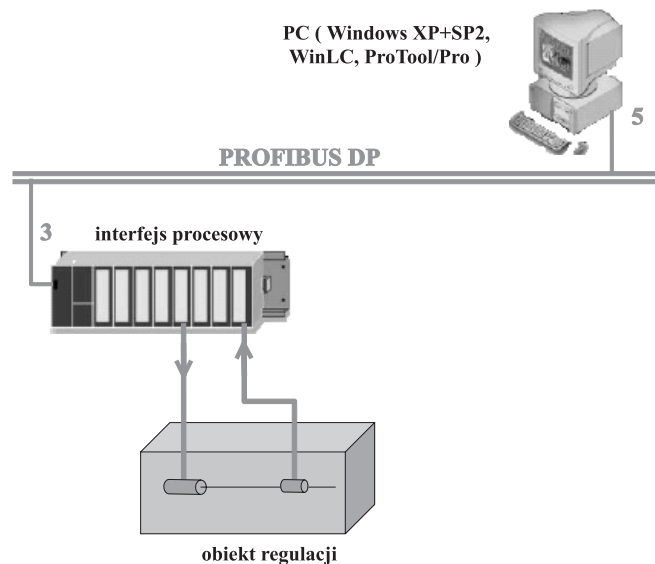 PC ( Windows XP+SP2,
WinLC, ProTool/Pro )
5
PROFIBUS DP
3
interfejs procesowy
obiekt regulacji